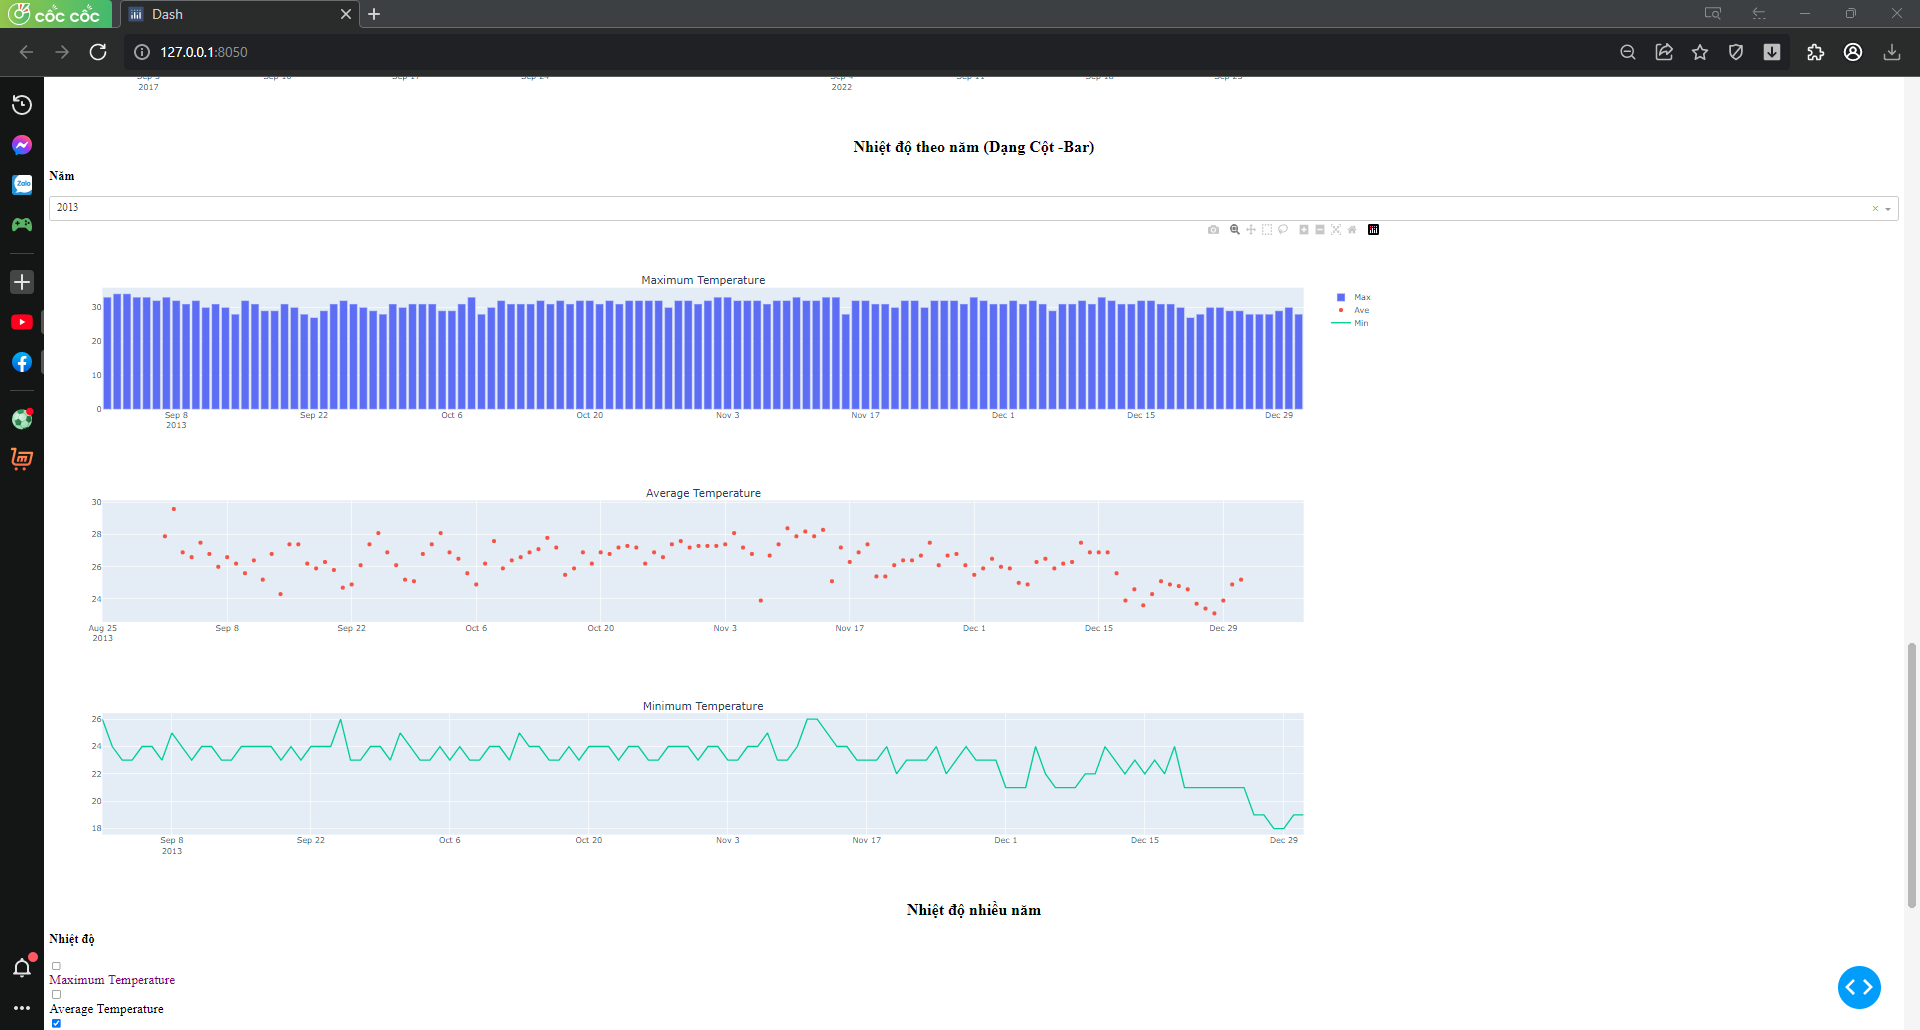 cốc cốc
Dash
127.0.0.1:8050
2017
2022
Nhiệt độ theo năm (Dạng Cột -Bar)
Năm
2013
Maximum Temperature
30
20
10
0
Sep 8 Sep 22 Oct 6 Oct 20 Nov 3 Nov 17 Dec 1 Dec 15 Dec 29
2013
Max
Ave
Min
Average Temperature
30
28
26
24
Aug 25 Sep 8 Sep 22 Oct 6 Oct 20 Nov 3 Nov 17 Dec 1 Dec 15 Dec 29
2013
Minimum Temperature
26
24
22
20
18
Sep 8 Sep 22 Oct 6 Oct 20 Nov 3 Nov 17 Dec 1 Dec 15 Dec 29
2013
Nhiệt độ nhiều năm
Nhiệt độ
Maximum Temperature
Average Temperature
Zalo